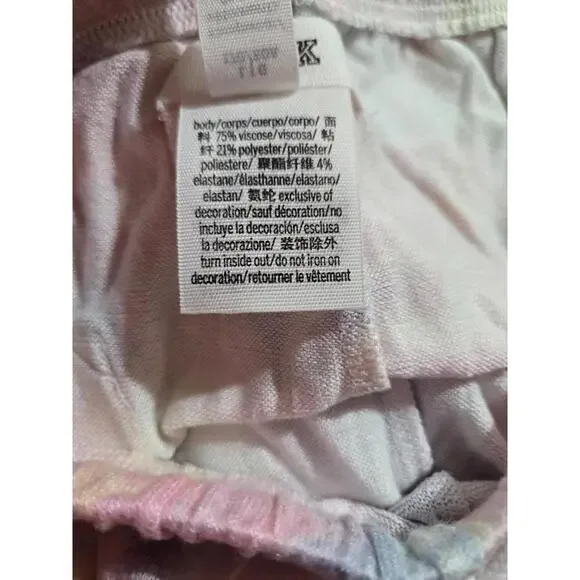 K
body/corps/cuerpo/corpo/ 面
料 75% viscose/viscosa/ 粘
纤 21% polyester/poliéster/
poliestere/ 聚酯纤维 4%
elastane/élasthanne/elastano/
elastan/ 氨纶 exclusive of
decoration/sauf décoration/no
incluye la decoración/esclusa
la decorazione/ 装饰除外
turn inside out/do not iron on
decoration/retourner le vêtement